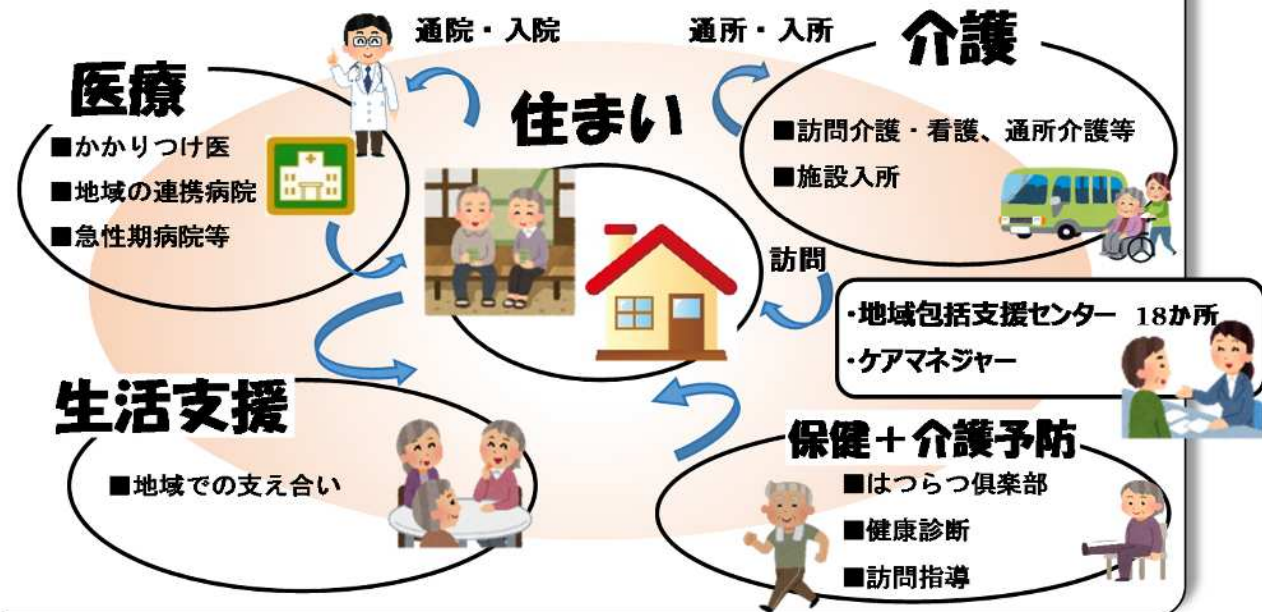 通院・入院
通所・入所
介護
医療
住まい
■かかりつけ医
■地域の連携病院
■急性期病院等
■訪問介護・看護、通所介護等
■施設入所
訪問
・地域包括支援センター 18か所
・ケアマネジャー
生活支援
■地域での支え合い
保健＋介護予防
■はつらつ倶楽部
■健康診断
■訪問指導